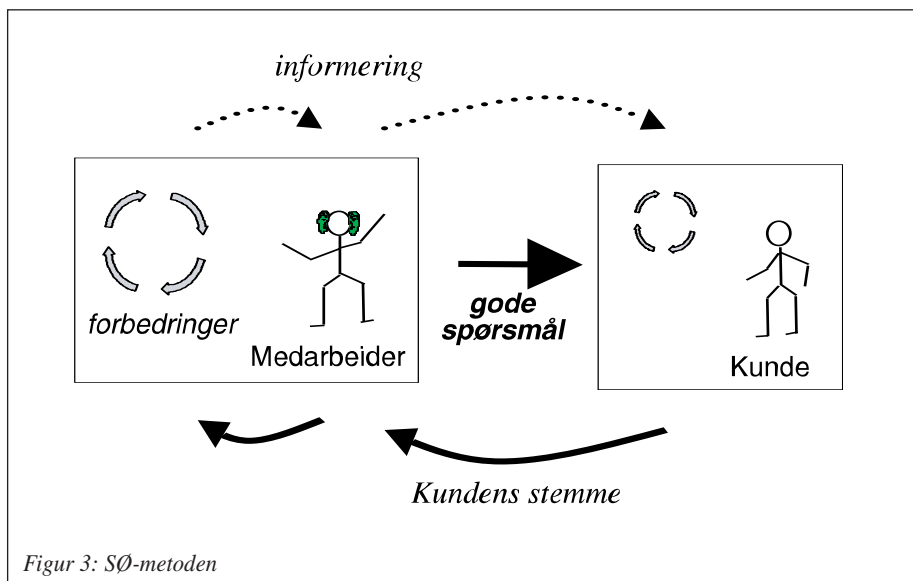 informering
forbedringer
Medarbeider
gode
spørsmål
Kunde
Kundens stemme
Figur 3: SØ-metoden